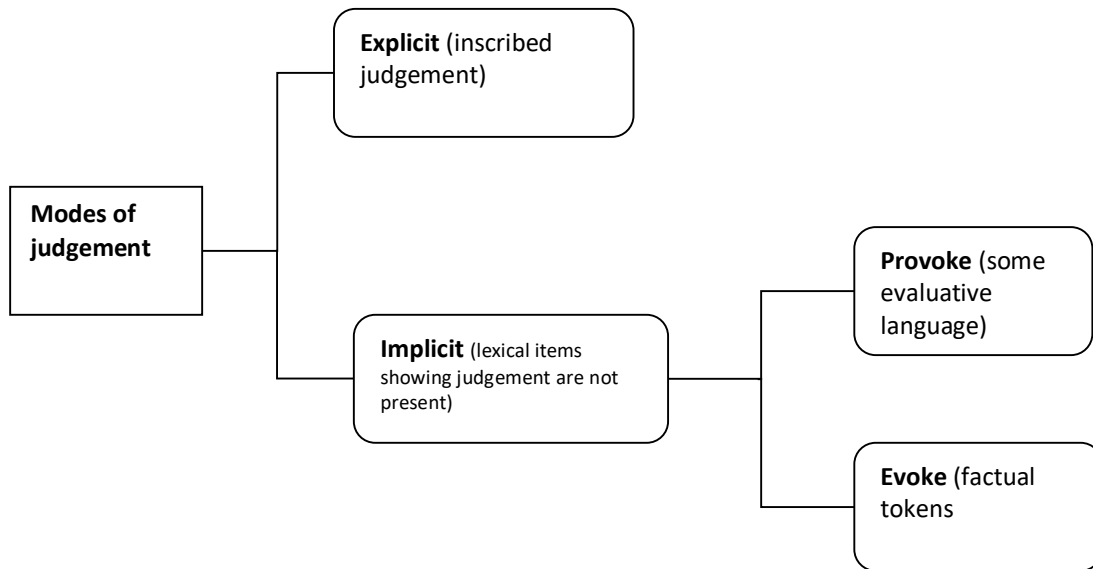 Explicit (inscribed
judgement)
Modes of
judgement
Implicit (lexical items
showing judgement are not
present)
Provoke (some
evaluative
language)
Evoke (factual
tokens